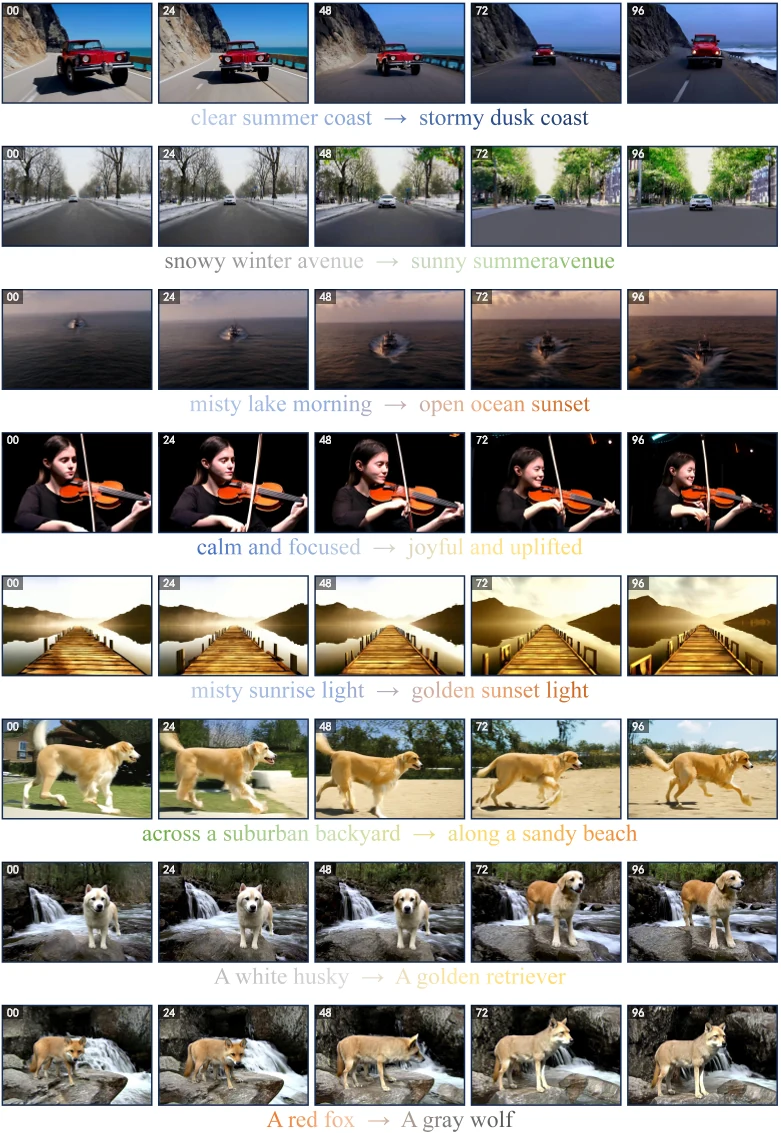 00 24 48 72 96
clear summer coast → stormy dusk coast
00 24 48 72 96
snowy winter avenue → sunny summeravenue
00 24 48 72 96
misty lake morning → open ocean sunset
00 24 48 72 96
calm and focused → joyful and uplifted
00 24 48 72 96
misty sunrise light → golden sunset light
00 24 48 72 96
across a suburban backyard → along a sandy beach
00 24 48 72 96
A white husky → A golden retriever
00 24 48 72 96
A red fox → A gray wolf